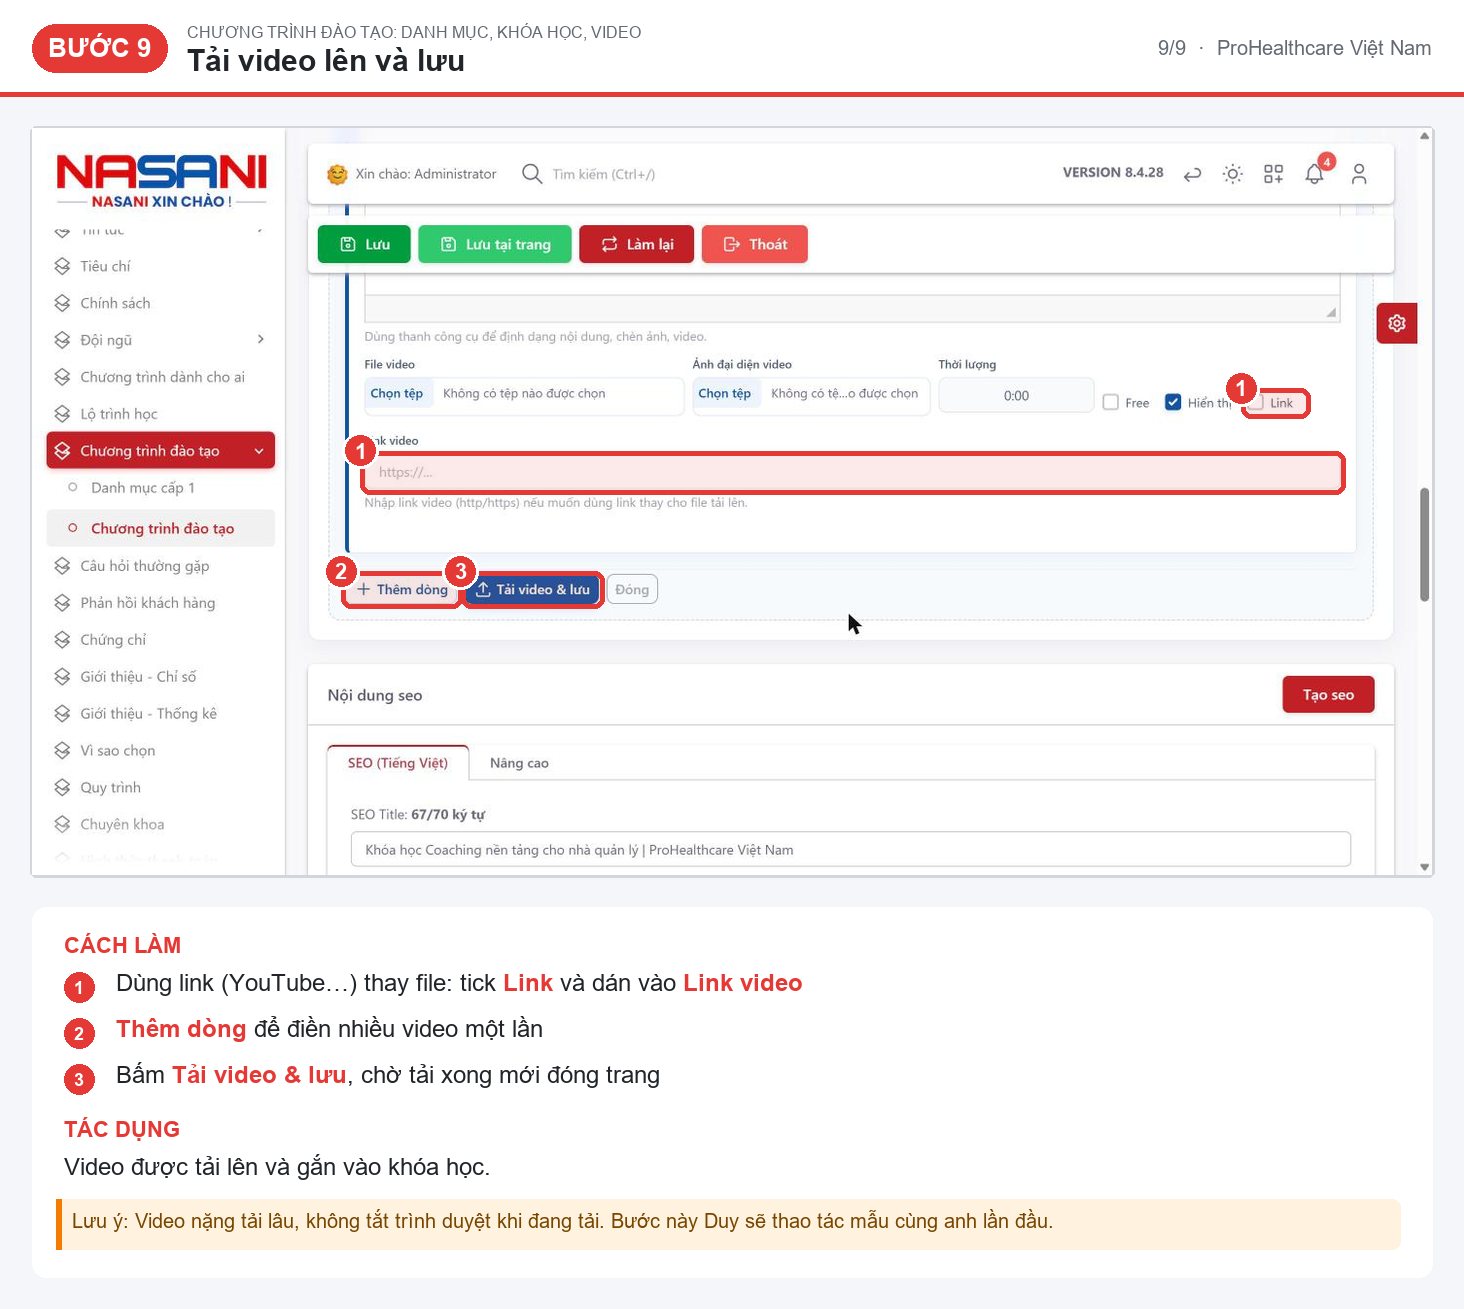 BƯỚC 9
CHƯƠNG TRÌNH ĐÀO TẠO: DANH MỤC, KHÓA HỌC, VIDEO
Tải video lên và lưu
9/9 · ProHealthcare Việt Nam
NASANI
NASANI XIN CHÀO !
Xin chào: Administrator
Tìm kiếm (Ctrl+/)
VERSION 8.4.28
4
Lưu
Lưu tại trang
Làm lại
Thoát
Tin tức
Tiêu chí
Chính sách
Đội ngũ
Chương trình dành cho ai
Lộ trình học
Chương trình đào tạo
Danh mục cấp 1
Chương trình đào tạo
Câu hỏi thường gặp
Phản hồi khách hàng
Chứng chỉ
Giới thiệu - Chỉ số
Giới thiệu - Thống kê
Vì sao chọn
Quy trình
Chuyên khoa
Dùng thanh công cụ để định dạng nội dung, chèn ảnh, video.
File video
Ảnh đại diện video
Thời lượng
Chọn tệp Không có tệp nào được chọn
Chọn tệp Không có tệ...o được chọn
0:00
Free
Hiển th
1
Link
1
nk video
https://...
Nhập link video (http/https) nếu muốn dùng link thay cho file tải lên.
2
Thêm dòng
3
Tải video & lưu
Đóng
Nội dung seo
Tạo seo
SEO (Tiếng Việt)
Nâng cao
SEO Title: 67/70 ký tự
Khóa học Coaching nền tảng cho nhà quản lý | ProHealthcare Việt Nam
CÁCH LÀM
1 Dùng link (YouTube…) thay file: tick Link và dán vào Link video
2 Thêm dòng để điền nhiều video một lần
3 Bấm Tải video & lưu, chờ tải xong mới đóng trang
TÁC DỤNG
Video được tải lên và gắn vào khóa học.
Lưu ý: Video nặng tải lâu, không tắt trình duyệt khi đang tải. Bước này Duy sẽ thao tác mẫu cùng anh lần đầu.